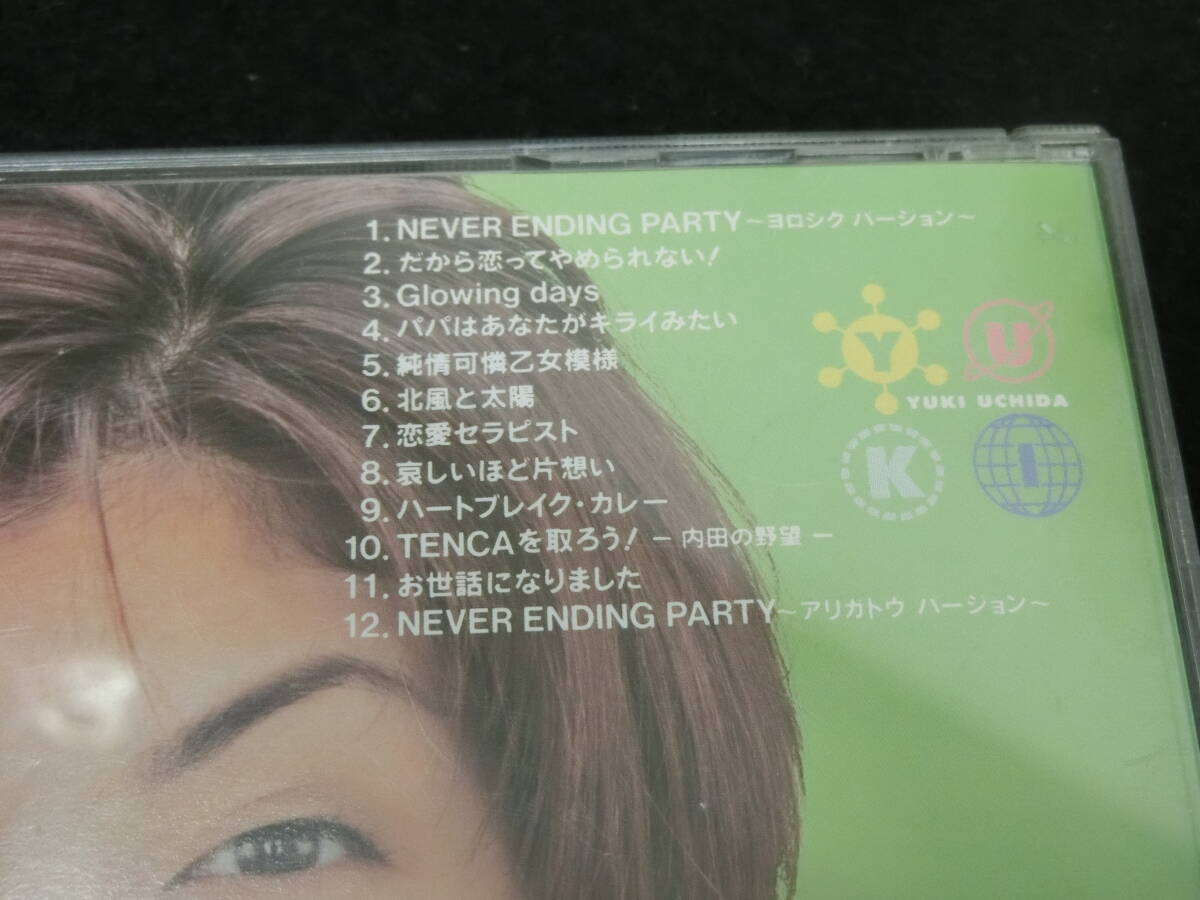 1. NEVER ENDING PARTY～ヨロシク バージョン～
2. だから恋ってやめられない!
3. Glowing days
4. パパはあなたがキライみたい
5. 純情可憐乙女模様
6. 北風と太陽
7. 恋愛セラピスト
8. 哀しいほど片想い
9. ハートブレイク・カレー
10. TENCAを取ろう! － 内田の野望 －
11. お世話になりました
12. NEVER ENDING PARTY～アリガトウ バージョン～
Y U
YUKI UCHIDA
K I